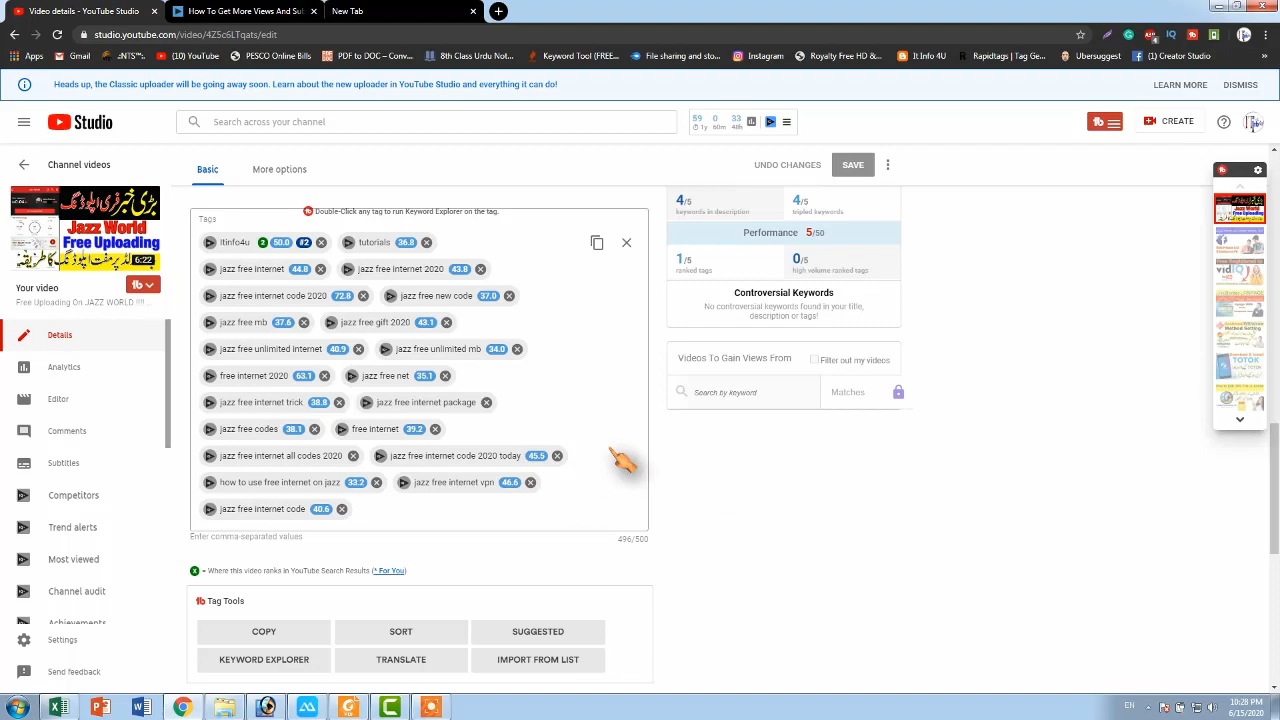 Video details - YouTube Studio
How To Get More Views And Sub
New Tab
studio.youtube.com/video/4Z5c6LTqats/edit
Apps
Gmail
~NTS™~
(10) YouTube
PESCO Online Bills
PDF to DOC – Conv...
8th Class Urdu Not...
Keyword Tool (FREE...
File sharing and sto...
Instagram
Royalty Free HD &...
It Info 4U
Rapidtags | Tag Ge...
Ubersuggest
(1) Creator Studio
Heads up, the Classic uploader will be going away soon. Learn about the new uploader in YouTube Studio and everything it can do!
LEARN MORE
DISMISS
Studio
Search across your channel
59 0 33
1y 60m 48h
CREATE
Channel videos
Basic
More options
UNDO CHANGES
SAVE
بڑی خبر فری اپلوڈنگ
Jazz World
Free Uploading
6:22
Your video
Free Uploading On JAZZ WORLD !!!! ...
Details
Analytics
Editor
Comments
Subtitles
Competitors
Trend alerts
Most viewed
Channel audit
Achievements
Settings
Send feedback
Tags
Double-Click any tag to run Keyword Explorer on the tag.
itinfo4u 2 50.0 #2
tutorials 36.8
jazz free internet 44.8
jazz free internet 2020 43.8
jazz free internet code 2020 72.8
jazz free new code 37.0
jazz free mb 37.6
jazz free gift 2020 43.1
jazz free unlimited internet 40.9
jazz free unlimited mb 34.0
free internet 2020 63.1
jazz free net 35.1
jazz free internet trick 38.8
jazz free internet package
jazz free codes 38.1
free internet 39.2
jazz free internet all codes 2020
jazz free internet code 2020 today 45.5
how to use free internet on jazz 33.2
jazz free internet vpn 46.6
jazz free internet code 40.6
Enter comma-separated values
496/500
X = Where this video ranks in YouTube Search Results (* For You)
Tag Tools
COPY
SORT
SUGGESTED
KEYWORD EXPLORER
TRANSLATE
IMPORT FROM LIST
4/5
keywords in description
4/5
tripled keywords
Performance 5/50
1/5
ranked tags
0/5
high volume ranked tags
Controversial Keywords
No controversial keywords found in your title,
description or tags!
Videos To Gain Views From
Filter out my videos
Search by keyword
Matches
EN
10:28 PM
6/15/2020